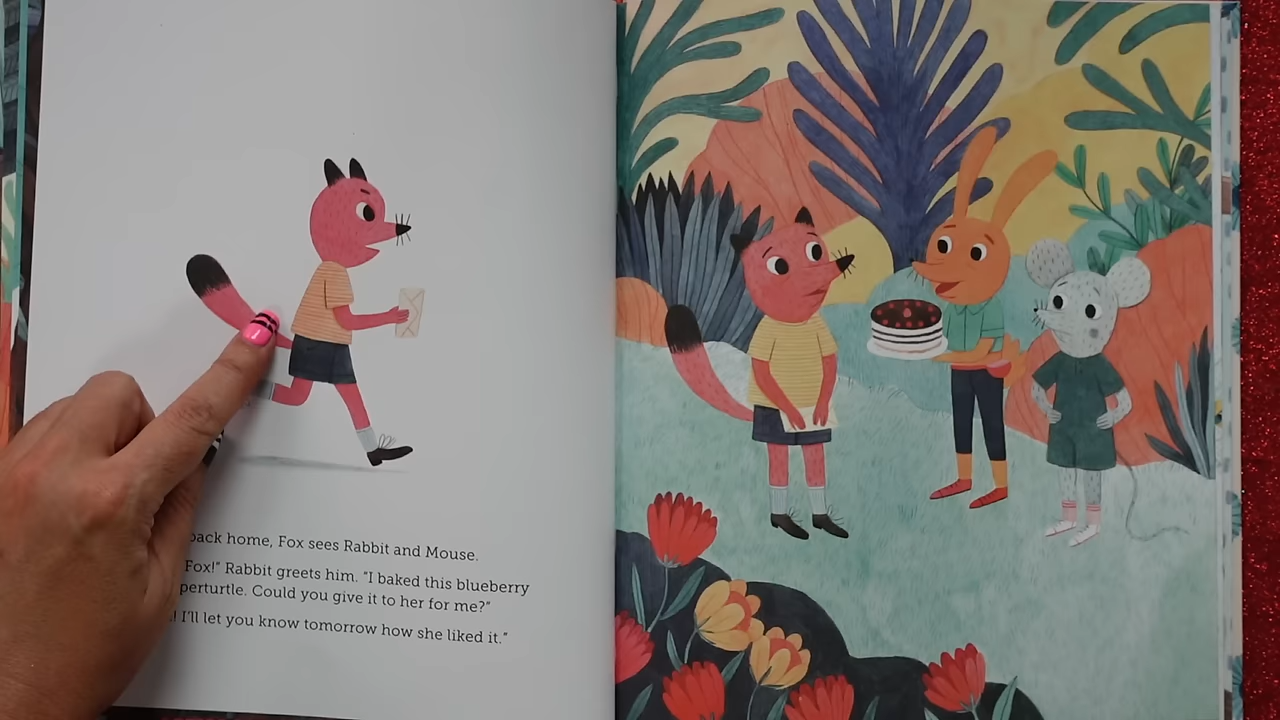 back home, Fox sees Rabbit and Mouse.
Fox!" Rabbit greets him. "I baked this blueberry
perturtle. Could you give it to her for me?"
I'll let you know tomorrow how she liked it."